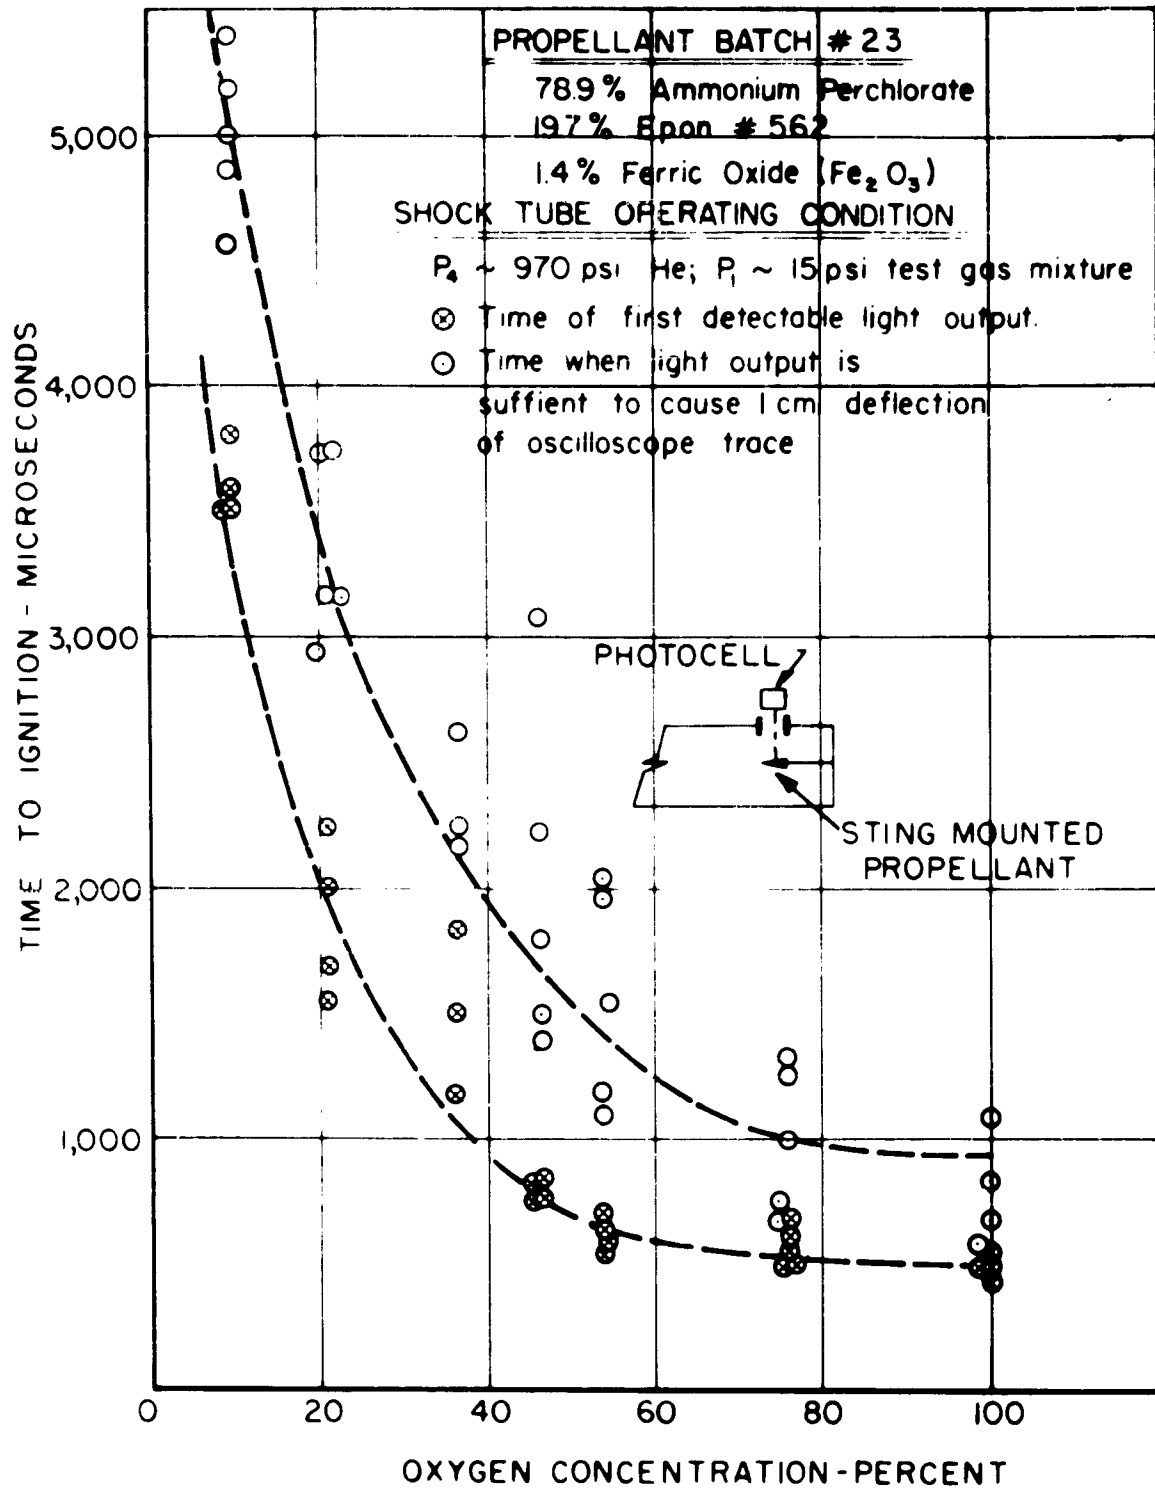 PROPELLANT BATCH # 23
78.9% Ammonium Perchlorate
19.7% Epon # 562
1.4% Ferric Oxide (Fe₂O₃)
SHOCK TUBE OPERATING CONDITION
P₄ ~ 970 psi He; P₁ ~ 15 psi test gas mixture
⊗ Time of first detectable light output.
⊙ Time when light output is
suffient to cause 1 cm deflection
of oscilloscope trace
5,000
4,000
3,000
2,000
1,000
TIME TO IGNITION - MICROSECONDS
PHOTOCELL
STING MOUNTED
PROPELLANT
0 20 40 60 80 100
OXYGEN CONCENTRATION - PERCENT